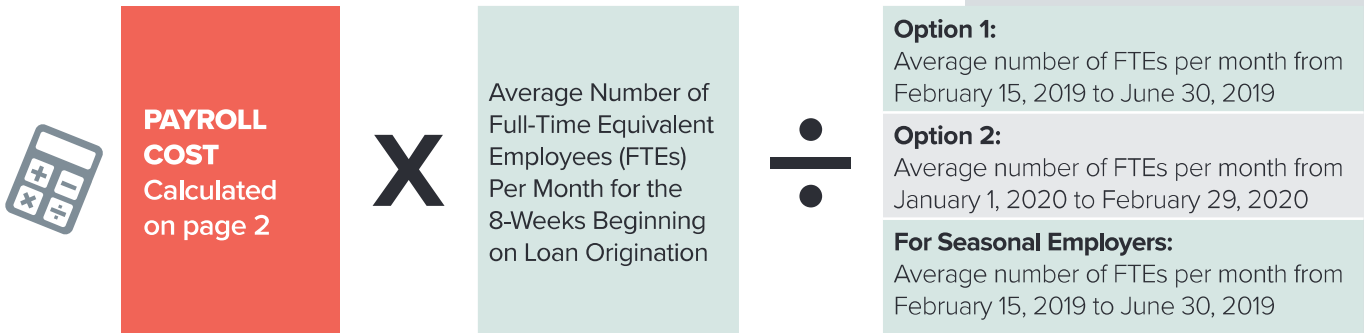 PAYROLL
COST
Calculated
on page 2
X
Average Number of
Full-Time Equivalent
Employees (FTEs)
Per Month for the
8-Weeks Beginning
on Loan Origination
÷
Option 1:
Average number of FTEs per month from
February 15, 2019 to June 30, 2019
Option 2:
Average number of FTEs per month from
January 1, 2020 to February 29, 2020
For Seasonal Employers:
Average number of FTEs per month from
February 15, 2019 to June 30, 2019